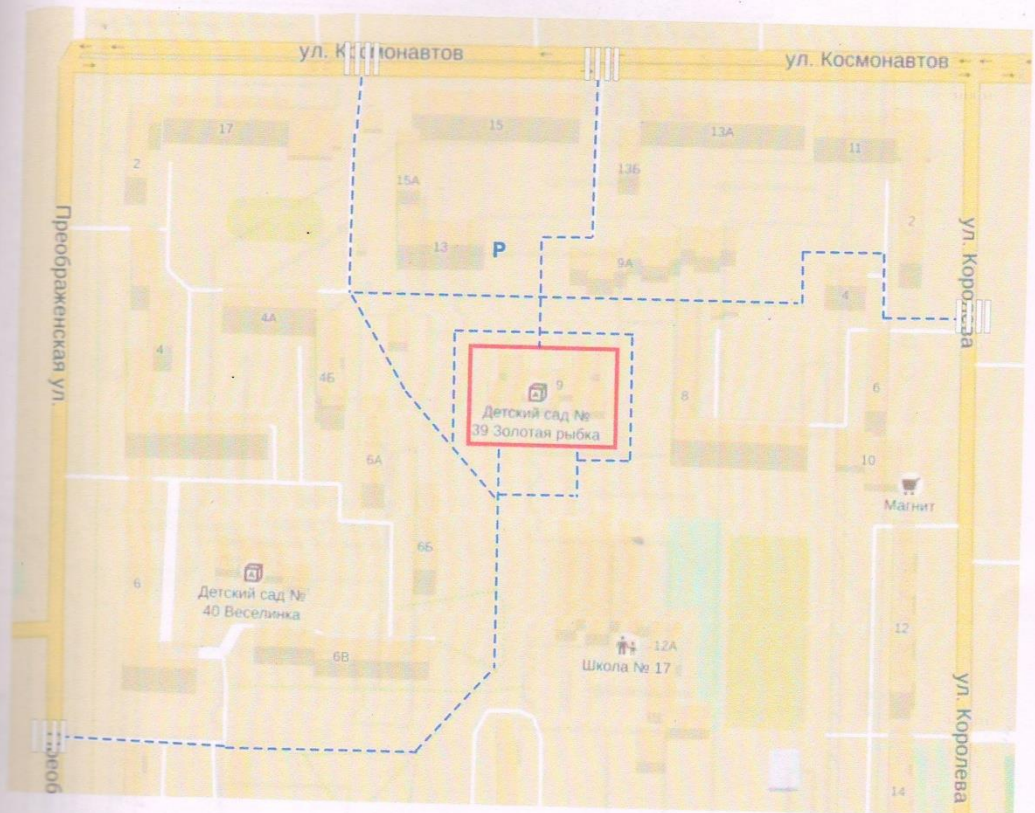 ул. Космонавтов
ул. Космонавтов
17
15
13А
11
2
15А
13Б
2
Преображенская ул.
13
Р
9А
ул. Королева
4
4А
4
4Б
9
8
6
Детский сад №
39 Золотая рыбка
6А
10
Магнит
6Б
6
Детский сад №
40 Веселинка
12
6В
12А
Школа № 17
ул. Королева
Преоб
14